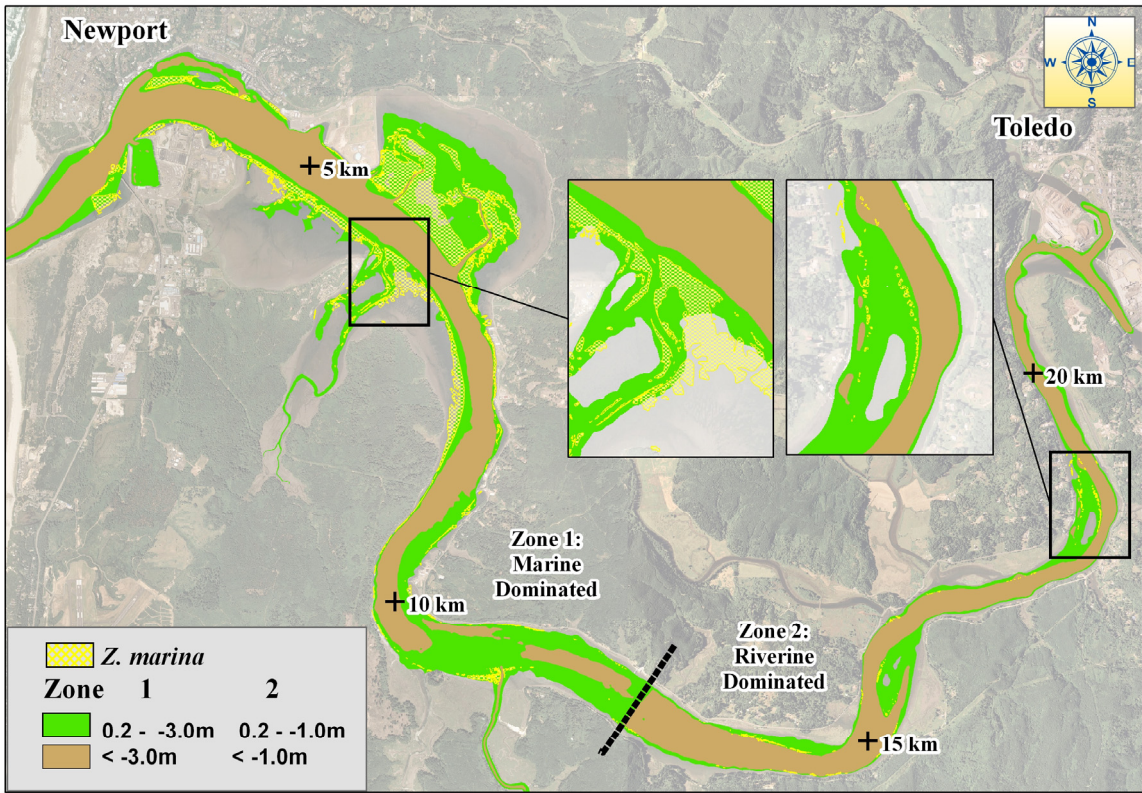 Newport
N
W E
S
Toledo
5 km
20 km
Zone 1:
Marine
Dominated
10 km
Zone 2:
Riverine
Dominated
15 km
Z. marina
Zone 1 2
0.2 - -3.0m 0.2 - -1.0m
< -3.0m < -1.0m